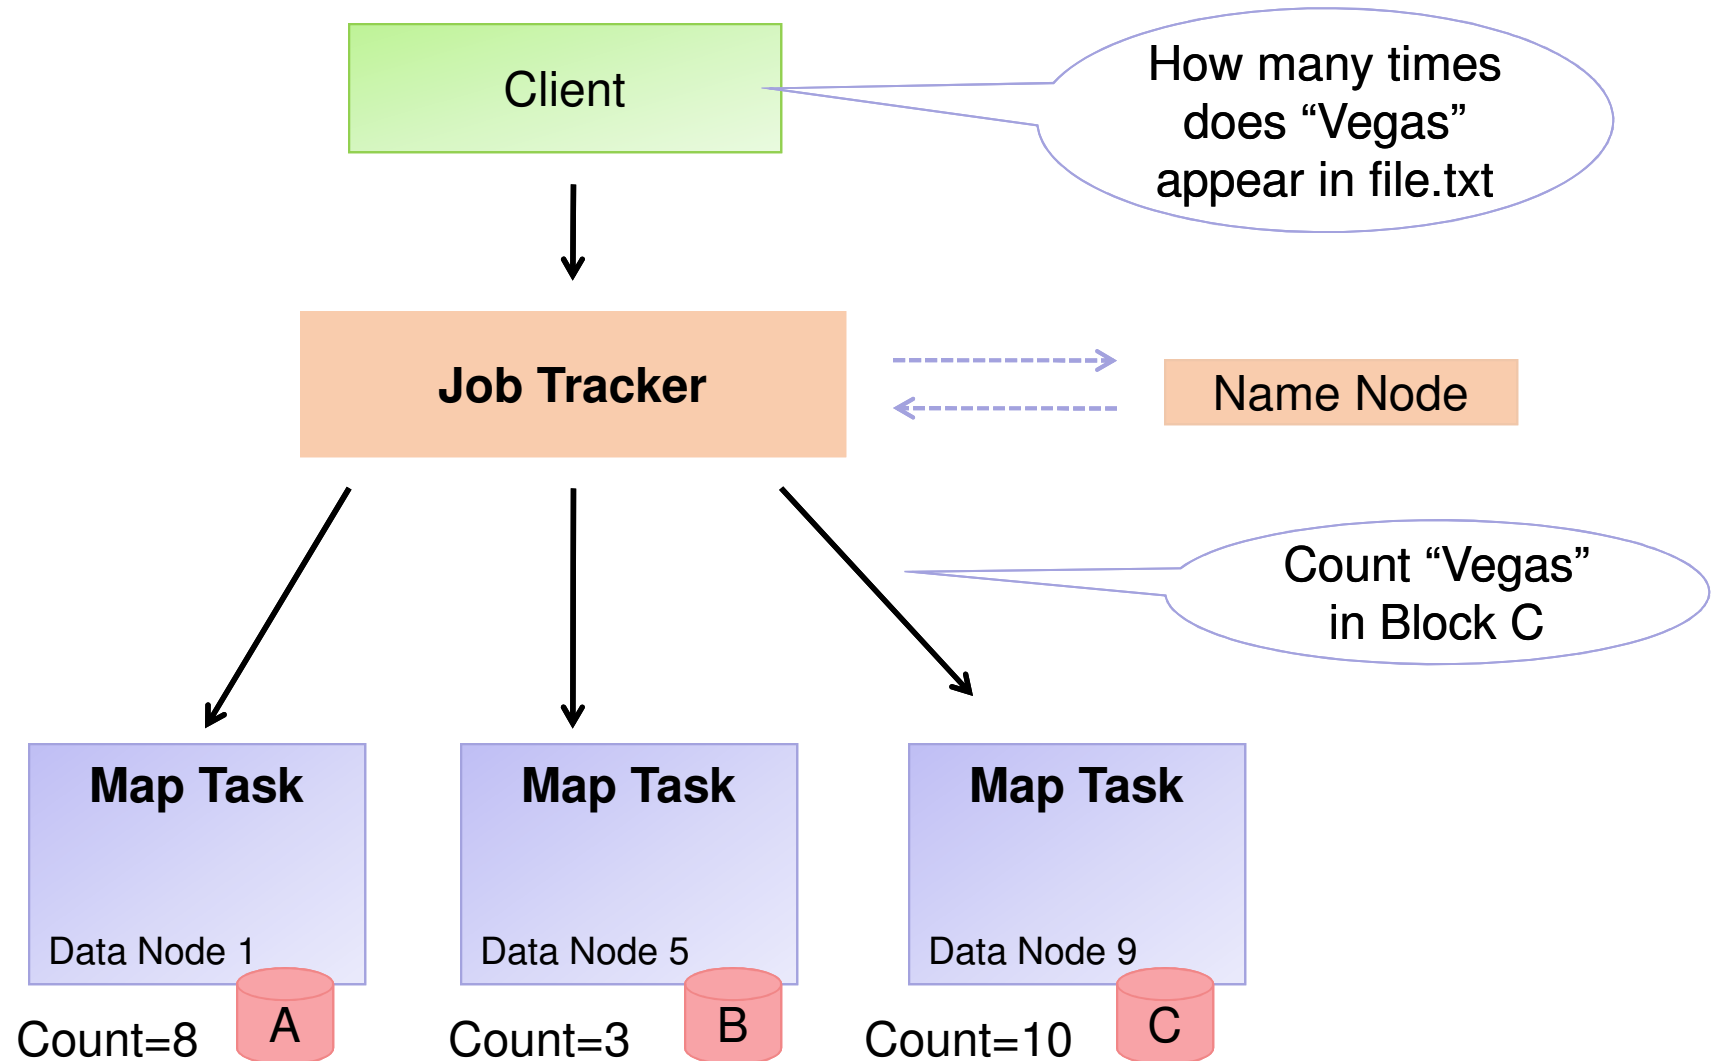 Client
How many times
does “Vegas”
appear in file.txt
Job Tracker
Name Node
Count “Vegas”
in Block C
Map Task
Data Node 1
A
Count=8
Map Task
Data Node 5
B
Count=3
Map Task
Data Node 9
C
Count=10